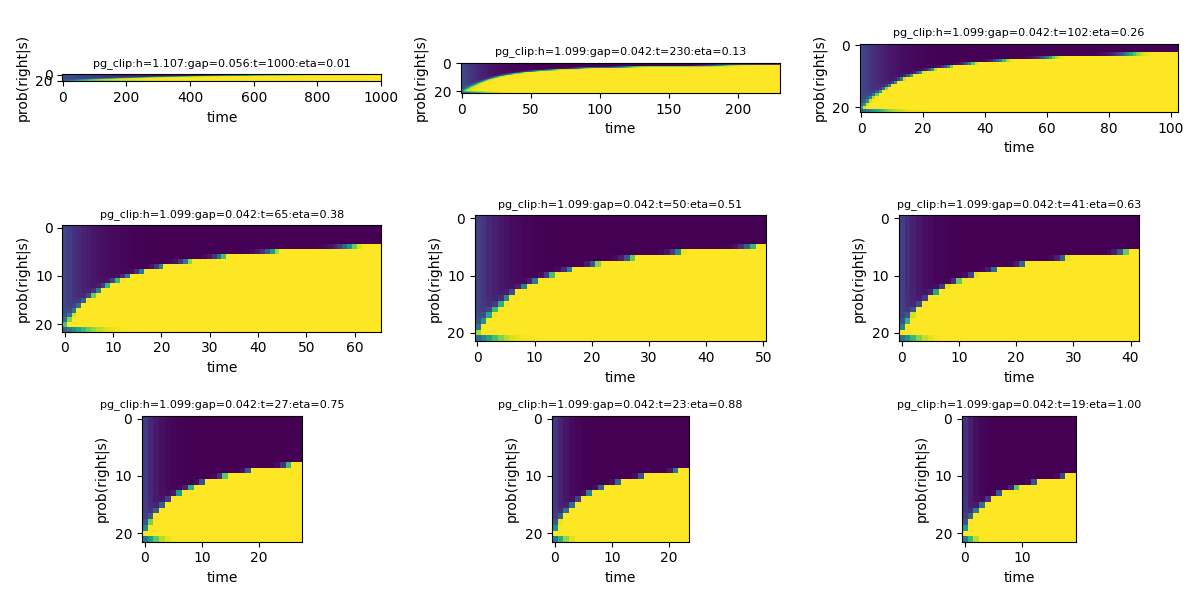 pg_clip:h=1.107:gap=0.056:t=1000:eta=0.01
prob(right|s)
0
20
0 200 400 600 800 1000
time
pg_clip:h=1.099:gap=0.042:t=230:eta=0.13
prob(right|s)
0
20
0 50 100 150 200
time
pg_clip:h=1.099:gap=0.042:t=102:eta=0.26
prob(right|s)
0
20
0 20 40 60 80 100
time
pg_clip:h=1.099:gap=0.042:t=65:eta=0.38
prob(right|s)
0
10
20
0 10 20 30 40 50 60
time
pg_clip:h=1.099:gap=0.042:t=50:eta=0.51
prob(right|s)
0
10
20
0 10 20 30 40 50
time
pg_clip:h=1.099:gap=0.042:t=41:eta=0.63
prob(right|s)
0
10
20
0 10 20 30 40
time
pg_clip:h=1.099:gap=0.042:t=27:eta=0.75
prob(right|s)
0
10
20
0 10 20
time
pg_clip:h=1.099:gap=0.042:t=23:eta=0.88
prob(right|s)
0
10
20
0 10 20
time
pg_clip:h=1.099:gap=0.042:t=19:eta=1.00
prob(right|s)
0
10
20
0 10
time